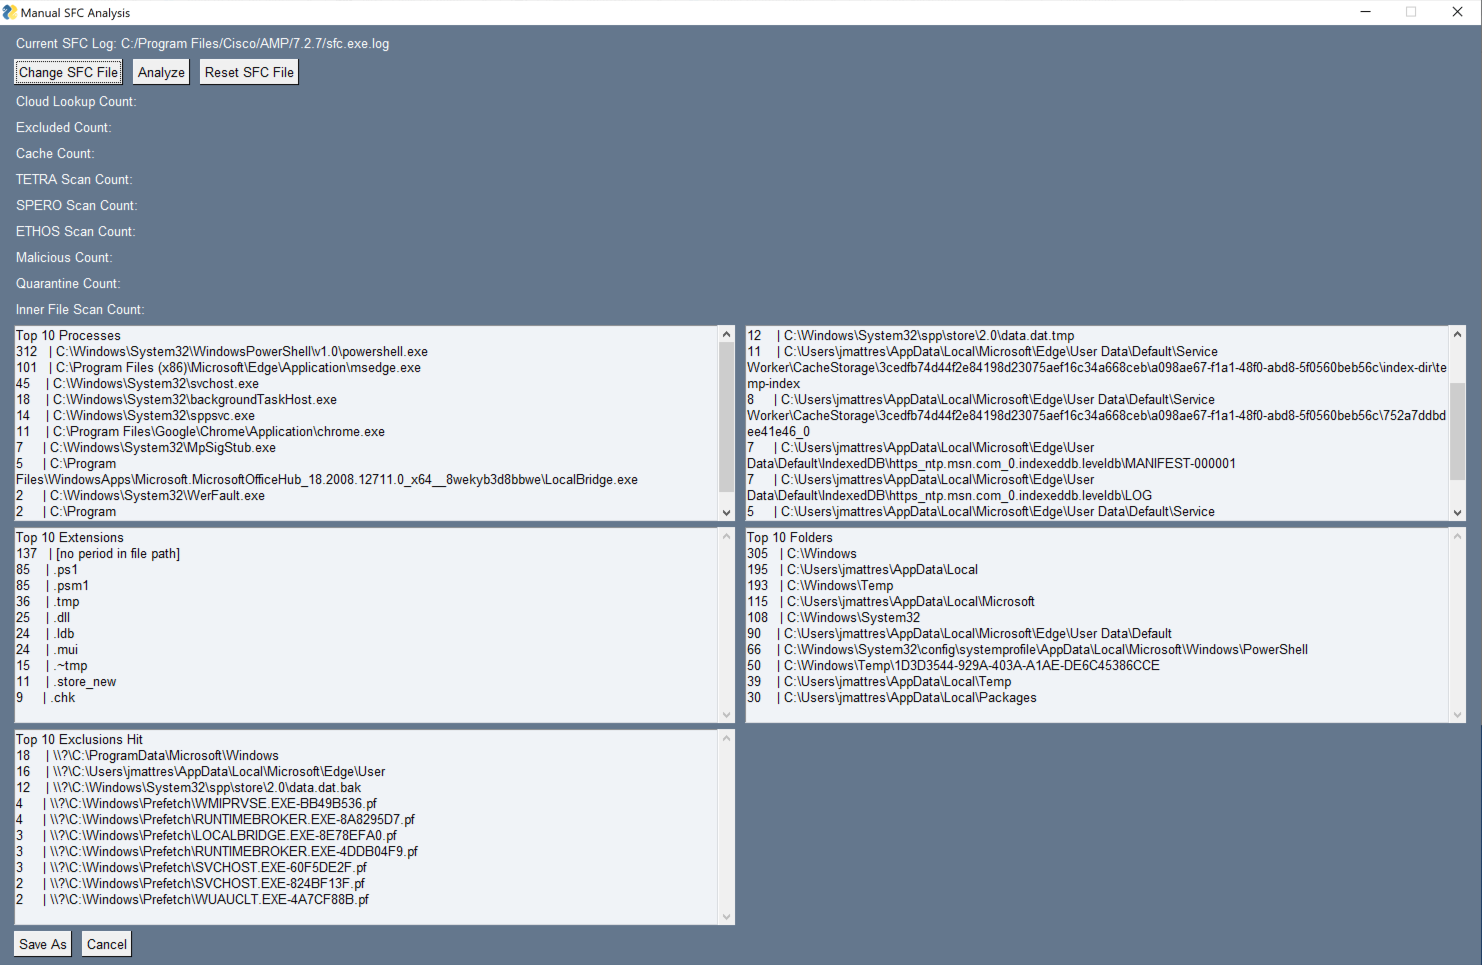 Manual SFC Analysis
Current SFC Log: C:/Program Files/Cisco/AMP/7.2.7/sfc.exe.log
Change SFC File Analyze Reset SFC File
Cloud Lookup Count:
Excluded Count:
Cache Count:
TETRA Scan Count:
SPERO Scan Count:
ETHOS Scan Count:
Malicious Count:
Quarantine Count:
Inner File Scan Count:
Top 10 Processes
312 | C:\Windows\System32\WindowsPowerShell\v1.0\powershell.exe
101 | C:\Program Files (x86)\Microsoft\Edge\Application\msedge.exe
45 | C:\Windows\System32\svchost.exe
18 | C:\Windows\System32\backgroundTaskHost.exe
14 | C:\Windows\System32\sppsvc.exe
11 | C:\Program Files\Google\Chrome\Application\chrome.exe
7 | C:\Windows\System32\MpSigStub.exe
5 | C:\Program
Files\WindowsApps\Microsoft.MicrosoftOfficeHub_18.2008.12711.0_x64__8wekyb3d8bbwe\LocalBridge.exe
2 | C:\Windows\System32\WerFault.exe
2 | C:\Program
12 | C:\Windows\System32\spp\store\2.0\data.dat.tmp
11 | C:\Users\jmattres\AppData\Local\Microsoft\Edge\User Data\Default\Service
Worker\CacheStorage\3cedfb74d44f2e84198d23075aef16c34a668ceb\a098ae67-f1a1-48f0-abd8-5f0560beb56c\index-dir\te
mp-index
8 | C:\Users\jmattres\AppData\Local\Microsoft\Edge\User Data\Default\Service
Worker\CacheStorage\3cedfb74d44f2e84198d23075aef16c34a668ceb\a098ae67-f1a1-48f0-abd8-5f0560beb56c\752a7ddbd
ee41e46_0
7 | C:\Users\jmattres\AppData\Local\Microsoft\Edge\User
Data\Default\IndexedDB\https_ntp.msn.com_0.indexeddb.leveldb\MANIFEST-000001
7 | C:\Users\jmattres\AppData\Local\Microsoft\Edge\User
Data\Default\IndexedDB\https_ntp.msn.com_0.indexeddb.leveldb\LOG
5 | C:\Users\jmattres\AppData\Local\Microsoft\Edge\User Data\Default\Service
Top 10 Extensions
137 | [no period in file path]
85 | .ps1
85 | .psm1
36 | .tmp
25 | .dll
24 | .ldb
24 | .mui
15 | .~tmp
11 | .store_new
9 | .chk
Top 10 Folders
305 | C:\Windows
195 | C:\Users\jmattres\AppData\Local
193 | C:\Windows\Temp
115 | C:\Users\jmattres\AppData\Local\Microsoft
108 | C:\Windows\System32
90 | C:\Users\jmattres\AppData\Local\Microsoft\Edge\User Data\Default
66 | C:\Windows\System32\config\systemprofile\AppData\Local\Microsoft\Windows\PowerShell
50 | C:\Windows\Temp\1D3D3544-929A-403A-A1AE-DE6C45386CCE
39 | C:\Users\jmattres\AppData\Local\Temp
30 | C:\Users\jmattres\AppData\Local\Packages
Top 10 Exclusions Hit
18 | \\?\C:\ProgramData\Microsoft\Windows
16 | \\?\C:\Users\jmattres\AppData\Local\Microsoft\Edge\User
12 | \\?\C:\Windows\System32\spp\store\2.0\data.dat.bak
4 | \\?\C:\Windows\Prefetch\WMIPRVSE.EXE-BB49B536.pf
4 | \\?\C:\Windows\Prefetch\RUNTIMEBROKER.EXE-8A8295D7.pf
3 | \\?\C:\Windows\Prefetch\LOCALBRIDGE.EXE-8E78EFA0.pf
3 | \\?\C:\Windows\Prefetch\RUNTIMEBROKER.EXE-4DDB04F9.pf
3 | \\?\C:\Windows\Prefetch\SVCHOST.EXE-60F5DE2F.pf
2 | \\?\C:\Windows\Prefetch\SVCHOST.EXE-824BF13F.pf
2 | \\?\C:\Windows\Prefetch\WUAUCLT.EXE-4A7CF88B.pf
Save As Cancel